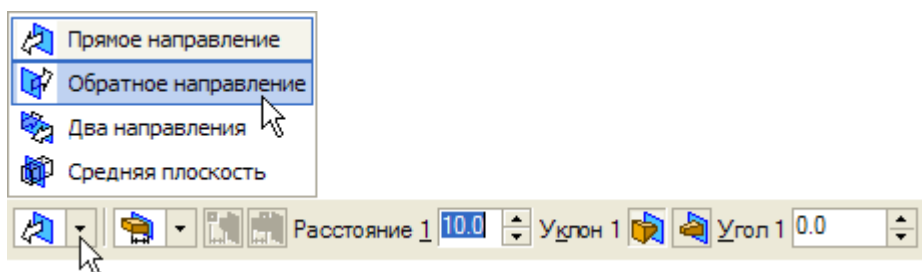 Прямое направление
Обратное направление
Два направления
Средняя плоскость
Расстояние 1 10.0 Уклон 1 Угол 1 0.0